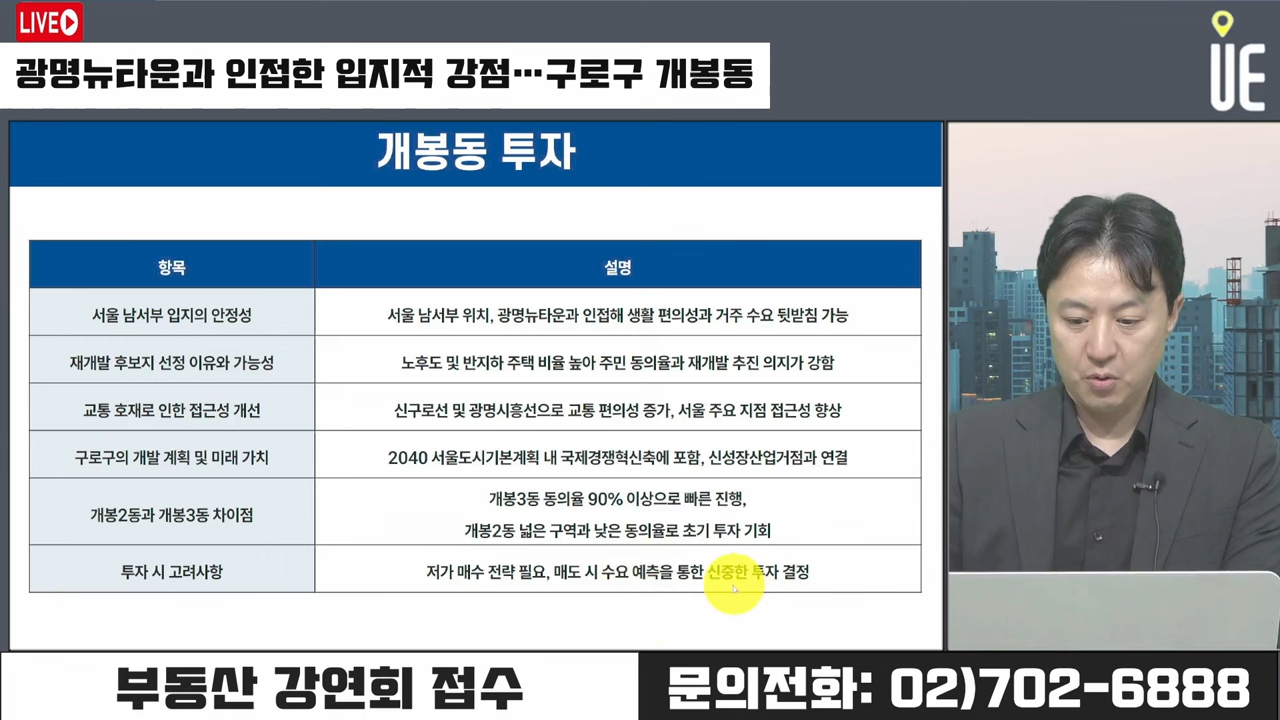 LIVE
광명뉴타운과 인접한 입지적 강점···구로구 개봉동
UE
개봉동 투자
항목
설명
서울 남서부 입지의 안정성
서울 남서부 위치, 광명뉴타운과 인접해 생활 편의성과 거주 수요 뒷받침 가능
재개발 후보지 선정 이유와 가능성
노후도 및 반지하 주택 비율 높아 주민 동의율과 재개발 추진 의지가 강함
교통 호재로 인한 접근성 개선
신구로선 및 광명시흥선으로 교통 편의성 증가, 서울 주요 지점 접근성 향상
구로구의 개발 계획 및 미래 가치
2040 서울도시기본계획 내 국제경쟁혁신축에 포함, 신성장산업거점과 연결
개봉2동과 개봉3동 차이점
개봉3동 동의율 90% 이상으로 빠른 진행,
개봉2동 넓은 구역과 낮은 동의율로 초기 투자 기회
투자 시 고려사항
저가 매수 전략 필요, 매도 시 수요 예측을 통한 신중한 투자 결정
부동산 강연회 접수
문의전화: 02)702-6888